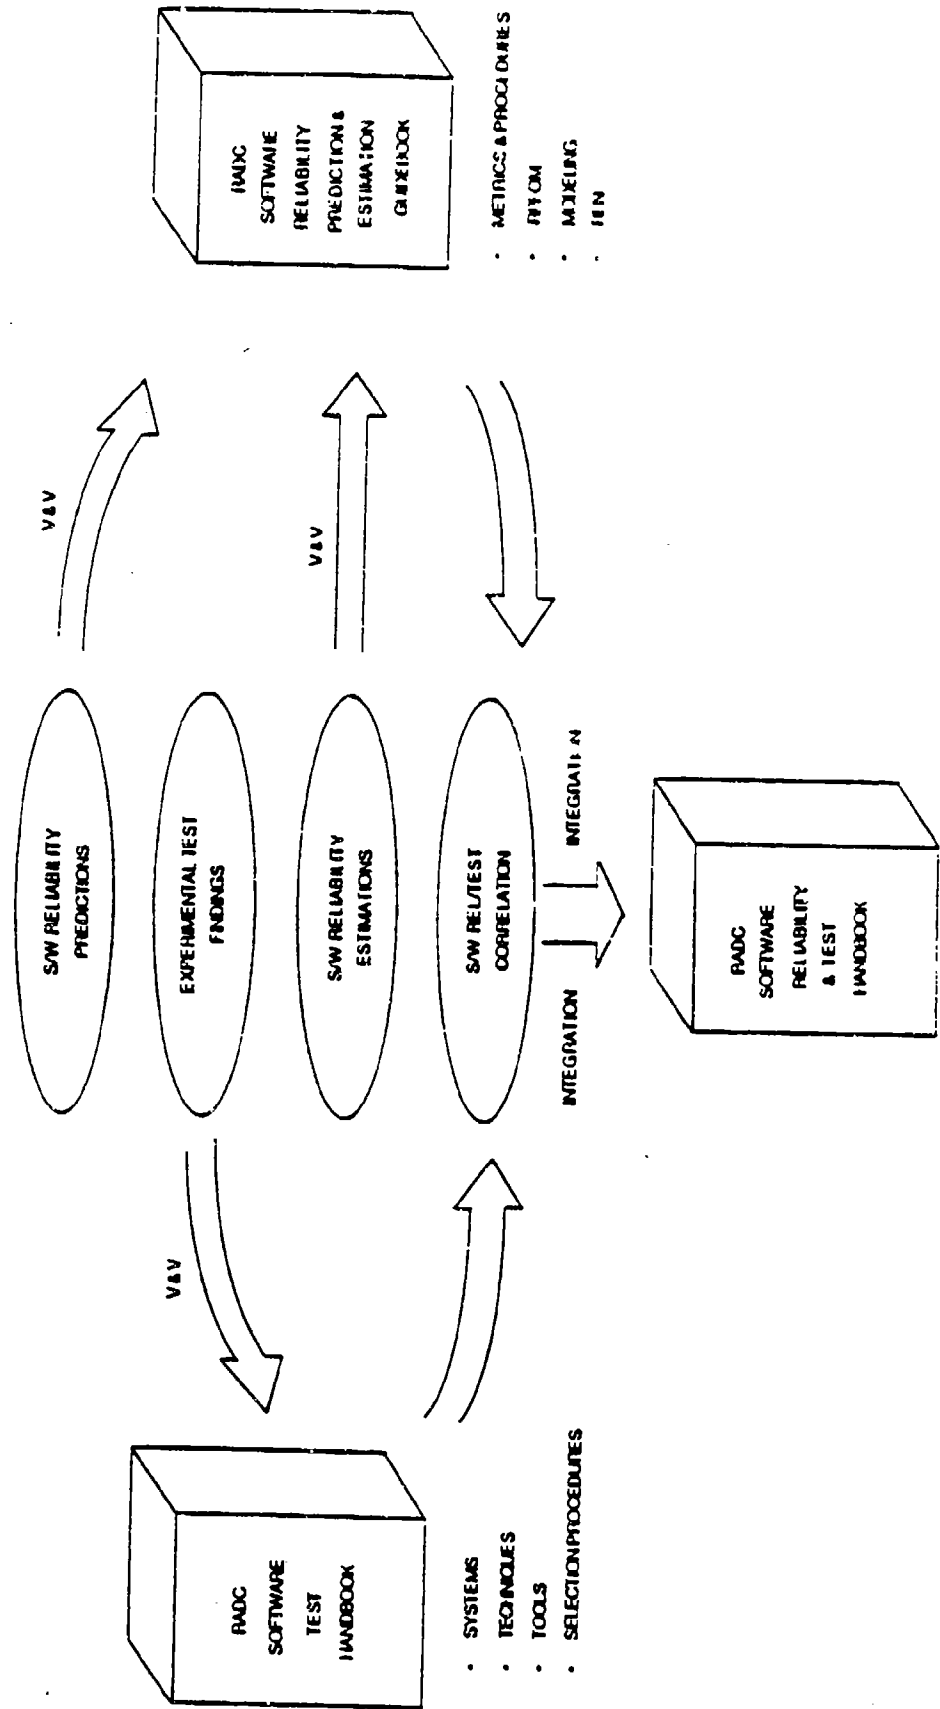 S/W RELIABILITY
PREDICTIONS
V&V
EXPERIMENTAL TEST
FINDINGS
V&V
S/W RELIABILITY
ESTIMATIONS
V&V
S/W REL/TEST
CORRELATION
INTEGRATION
INTEGRATION
RADC
SOFTWARE
TEST
HANDBOOK
• SYSTEMS
• TECHNIQUES
• TOOLS
• SELECTION PROCEDURES
RADC
SOFTWARE
RELIABILITY
PREDICTION &
ESTIMATION
GUIDEBOOK
• METRICS & PROCEDURES
• MODELING
RADC
SOFTWARE
RELIABILITY
& TEST
HANDBOOK